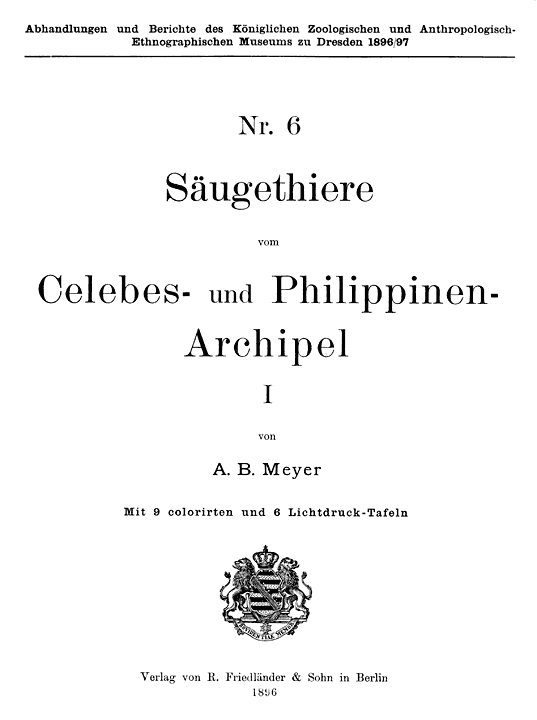 Abhandlungen und Berichte des Königlichen Zoologischen und Anthropologisch-
Ethnographischen Museums zu Dresden 1896/97
Nr. 6
Säugethiere
vom
Celebes- und Philippinen-
Archipel
I
von
A. B. Meyer
Mit 9 colorirten und 6 Lichtdruck-Tafeln
PROVIDENTIAE MEMOR
Verlag von R. Friedländer & Sohn in Berlin
1896